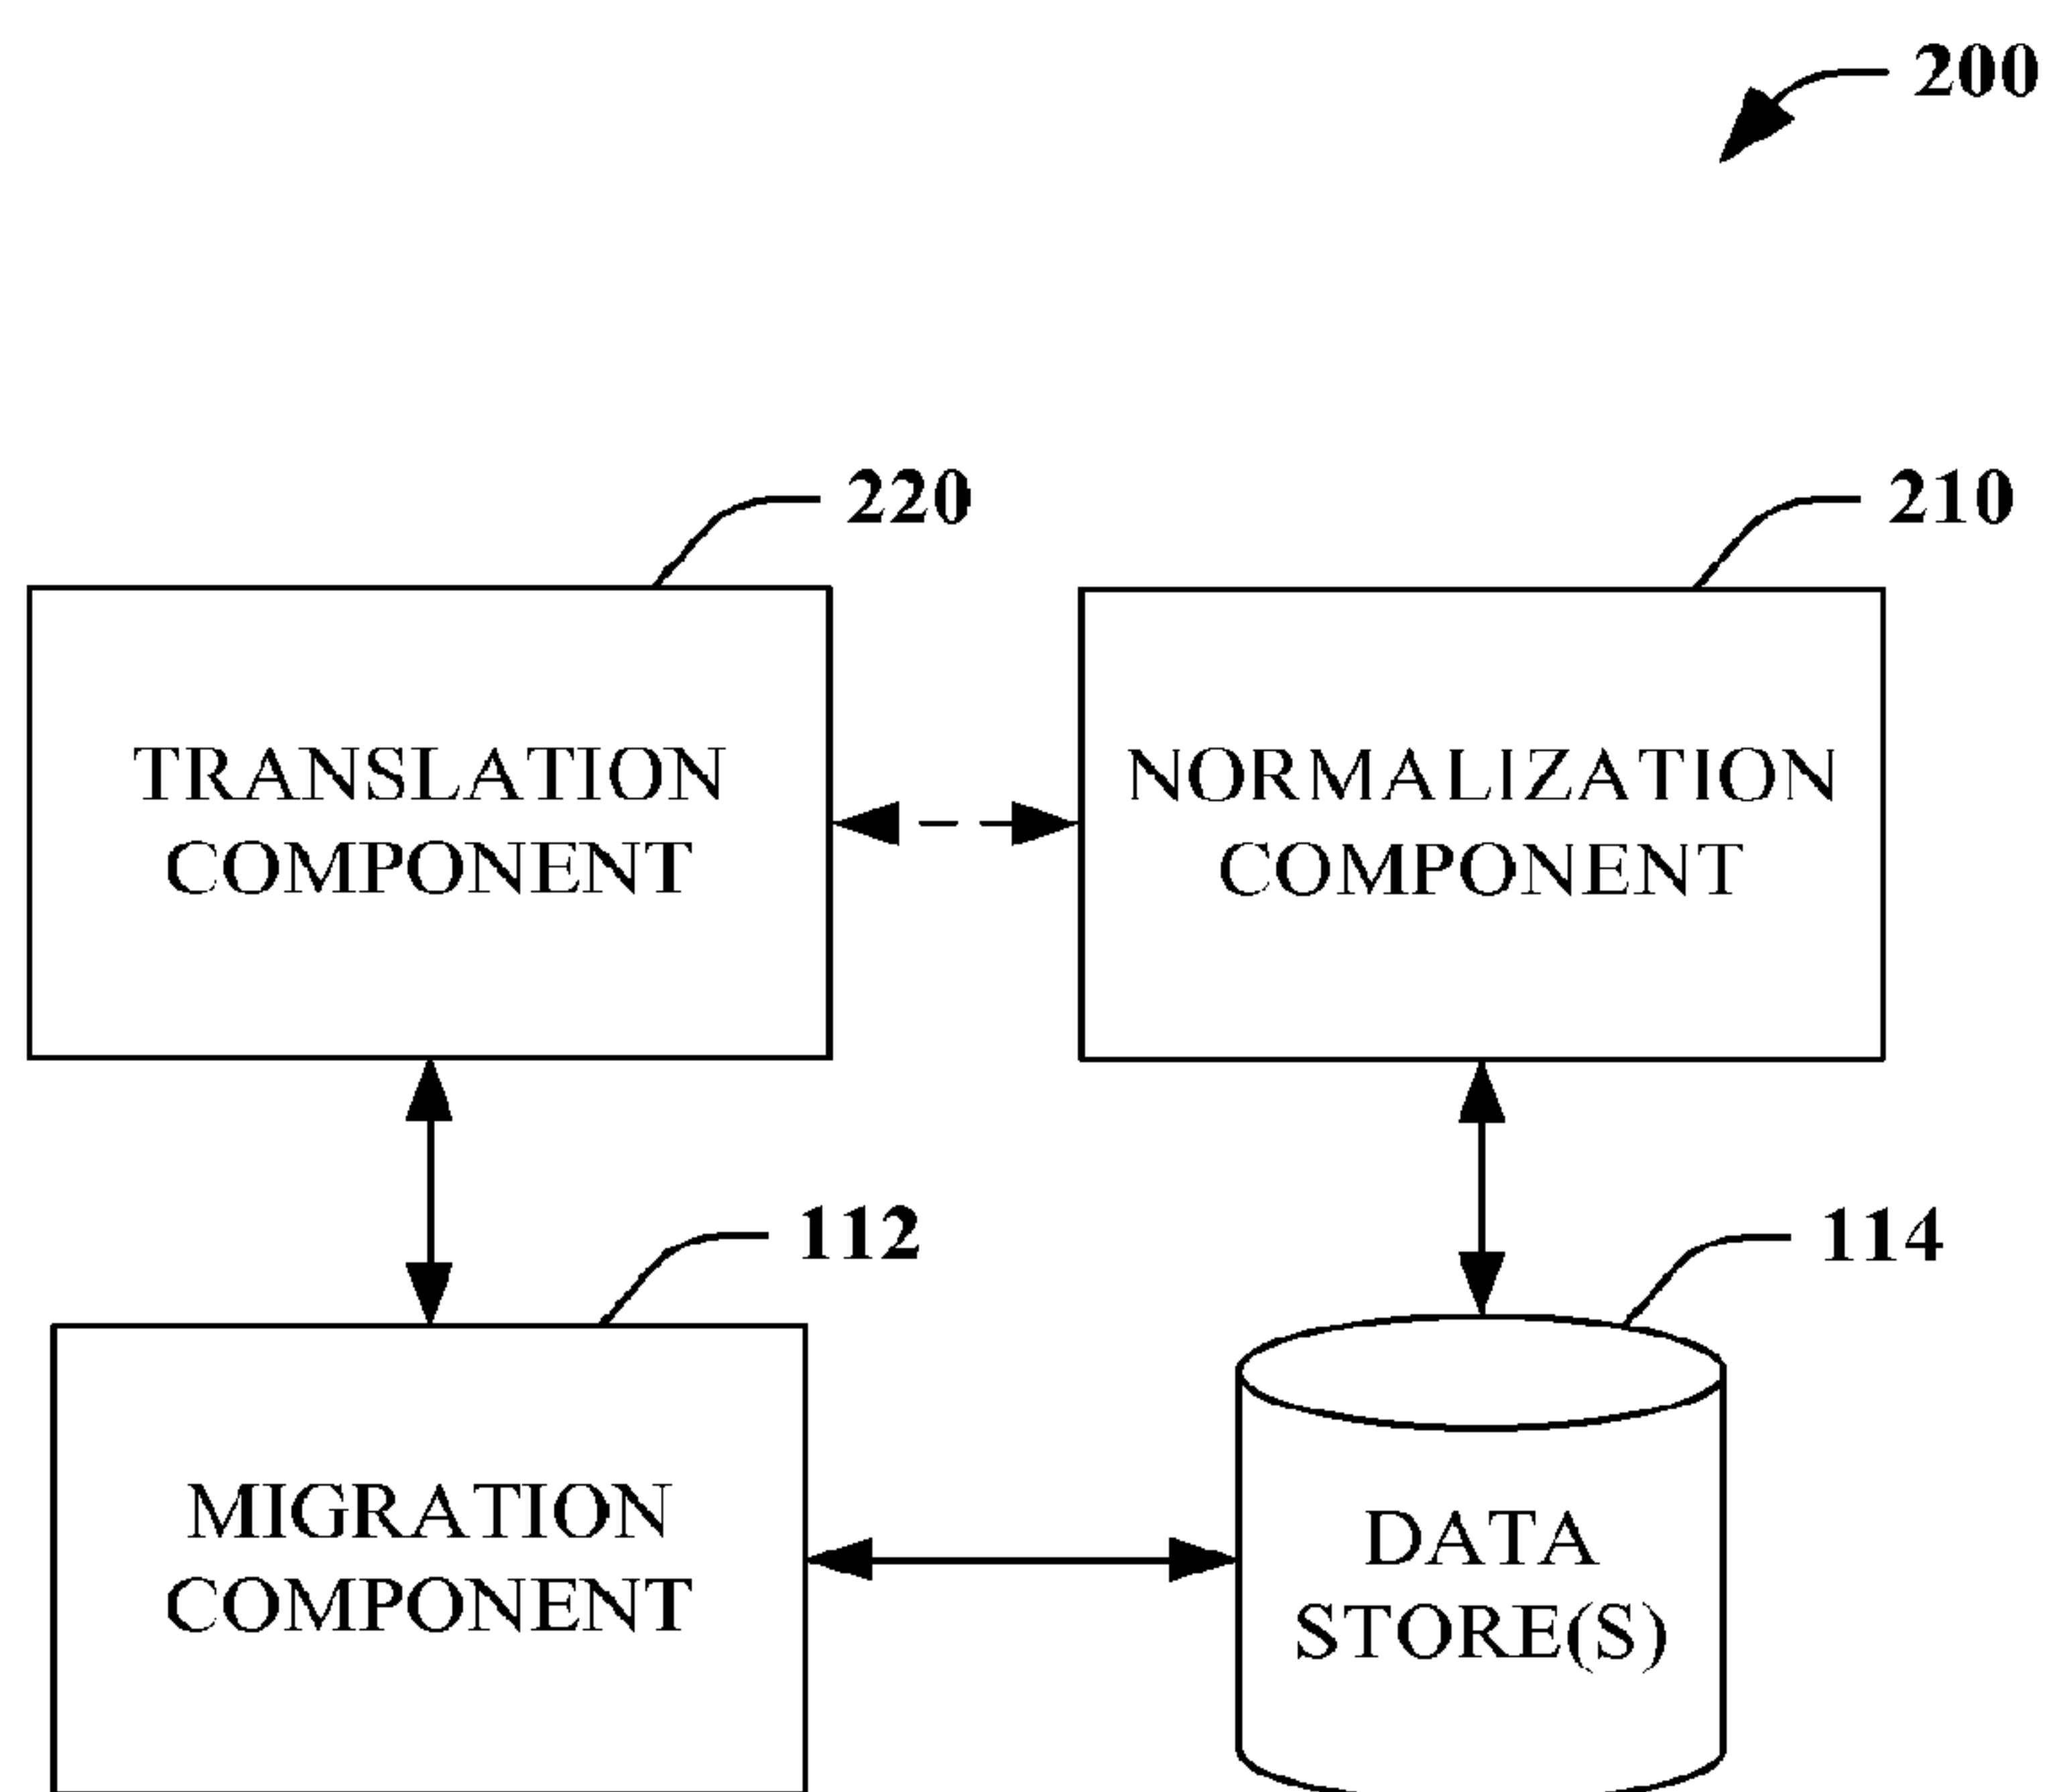 200
220
210
TRANSLATION
COMPONENT
NORMALIZATION
COMPONENT
112
114
MIGRATION
COMPONENT
DATA
STORE(S)